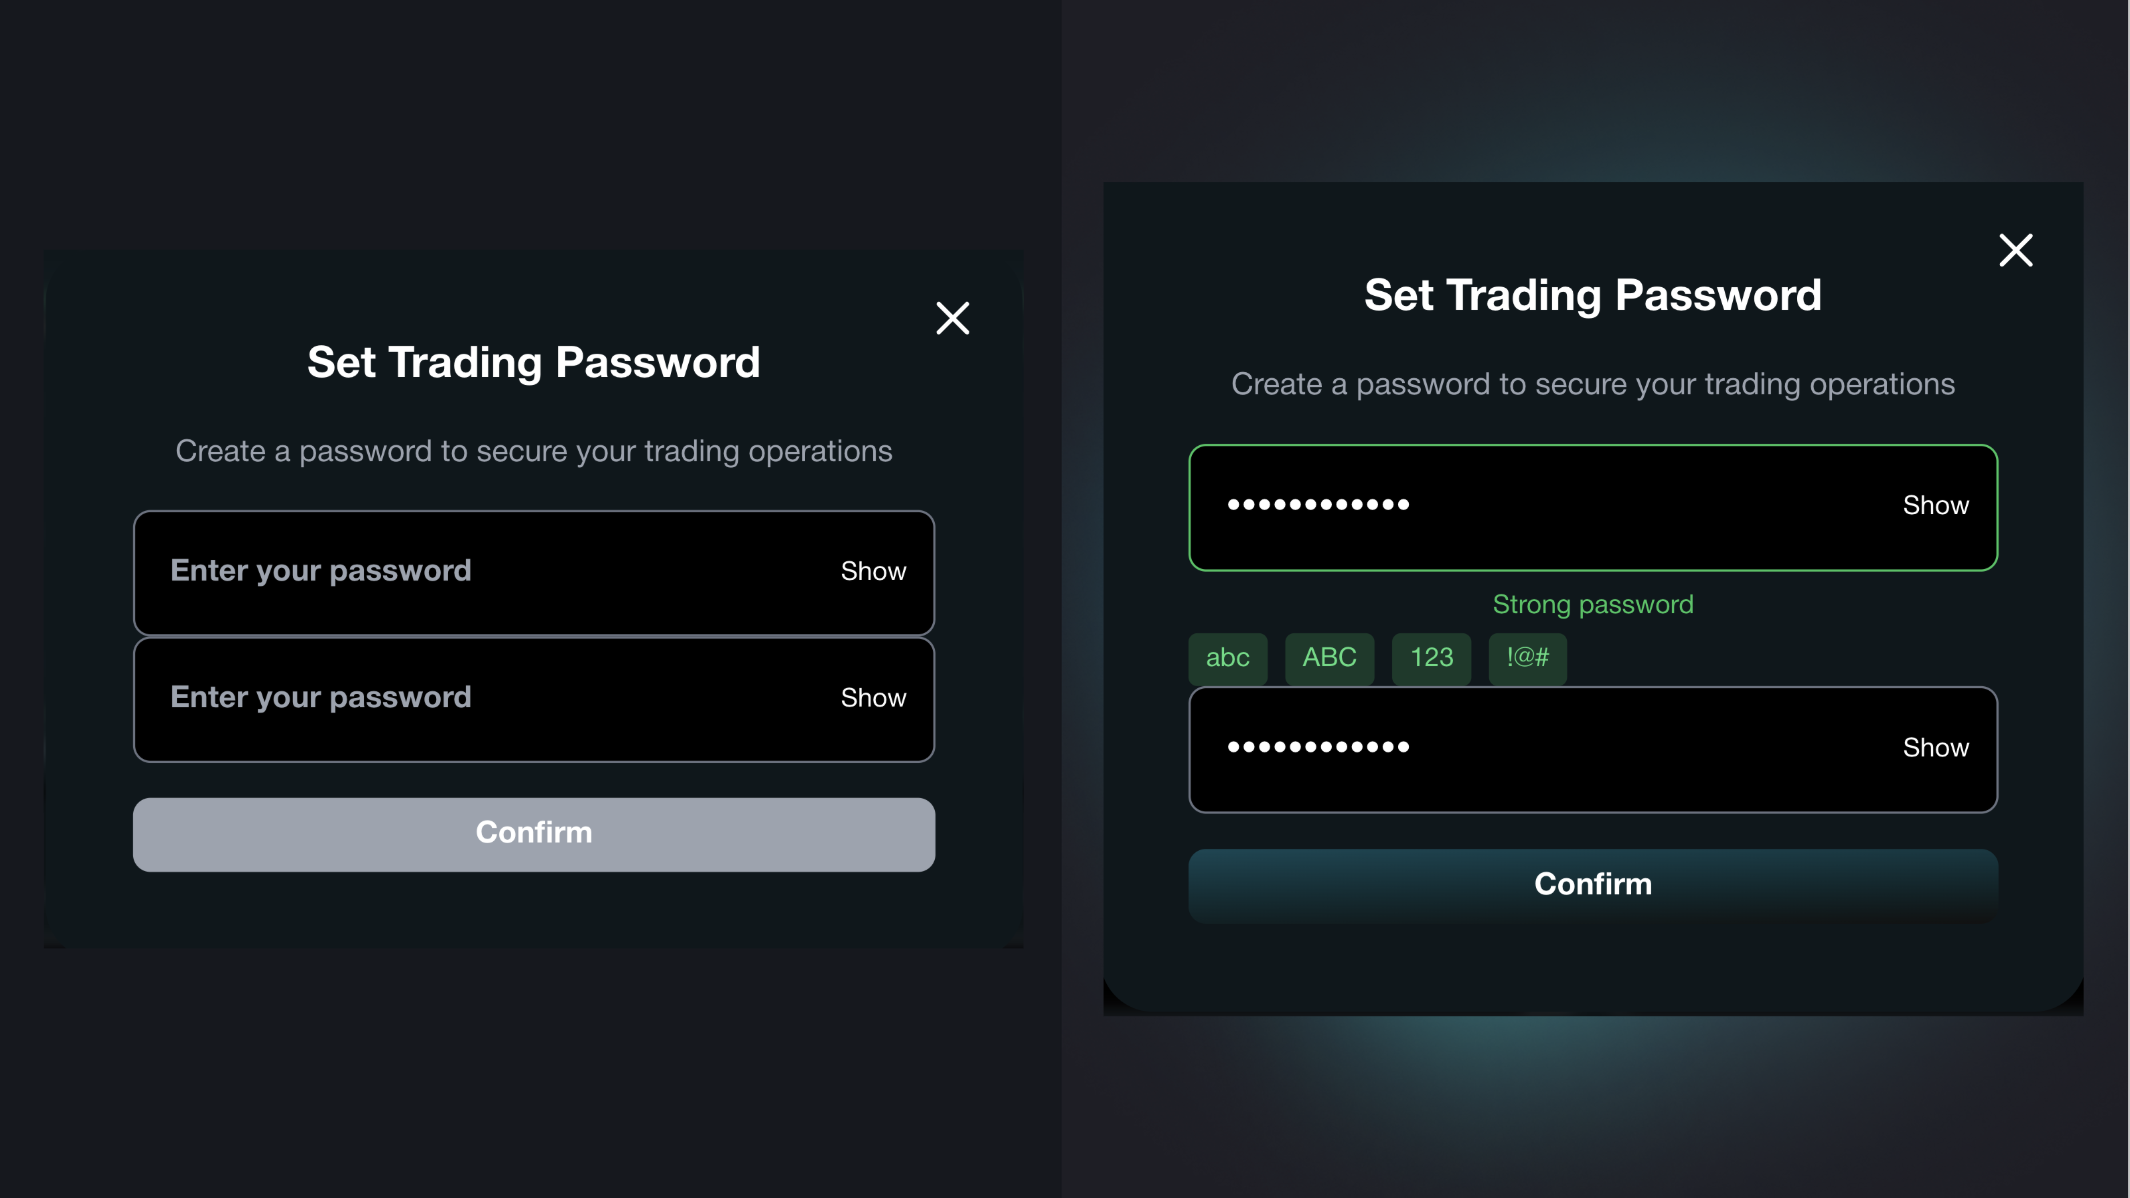 Set Trading Password
Create a password to secure your trading operations
Enter your password
Show
Enter your password
Show
Confirm
Set Trading Password
Create a password to secure your trading operations
••••••••••••
Show
Strong password
abc ABC 123 !@#
••••••••••••
Show
Confirm